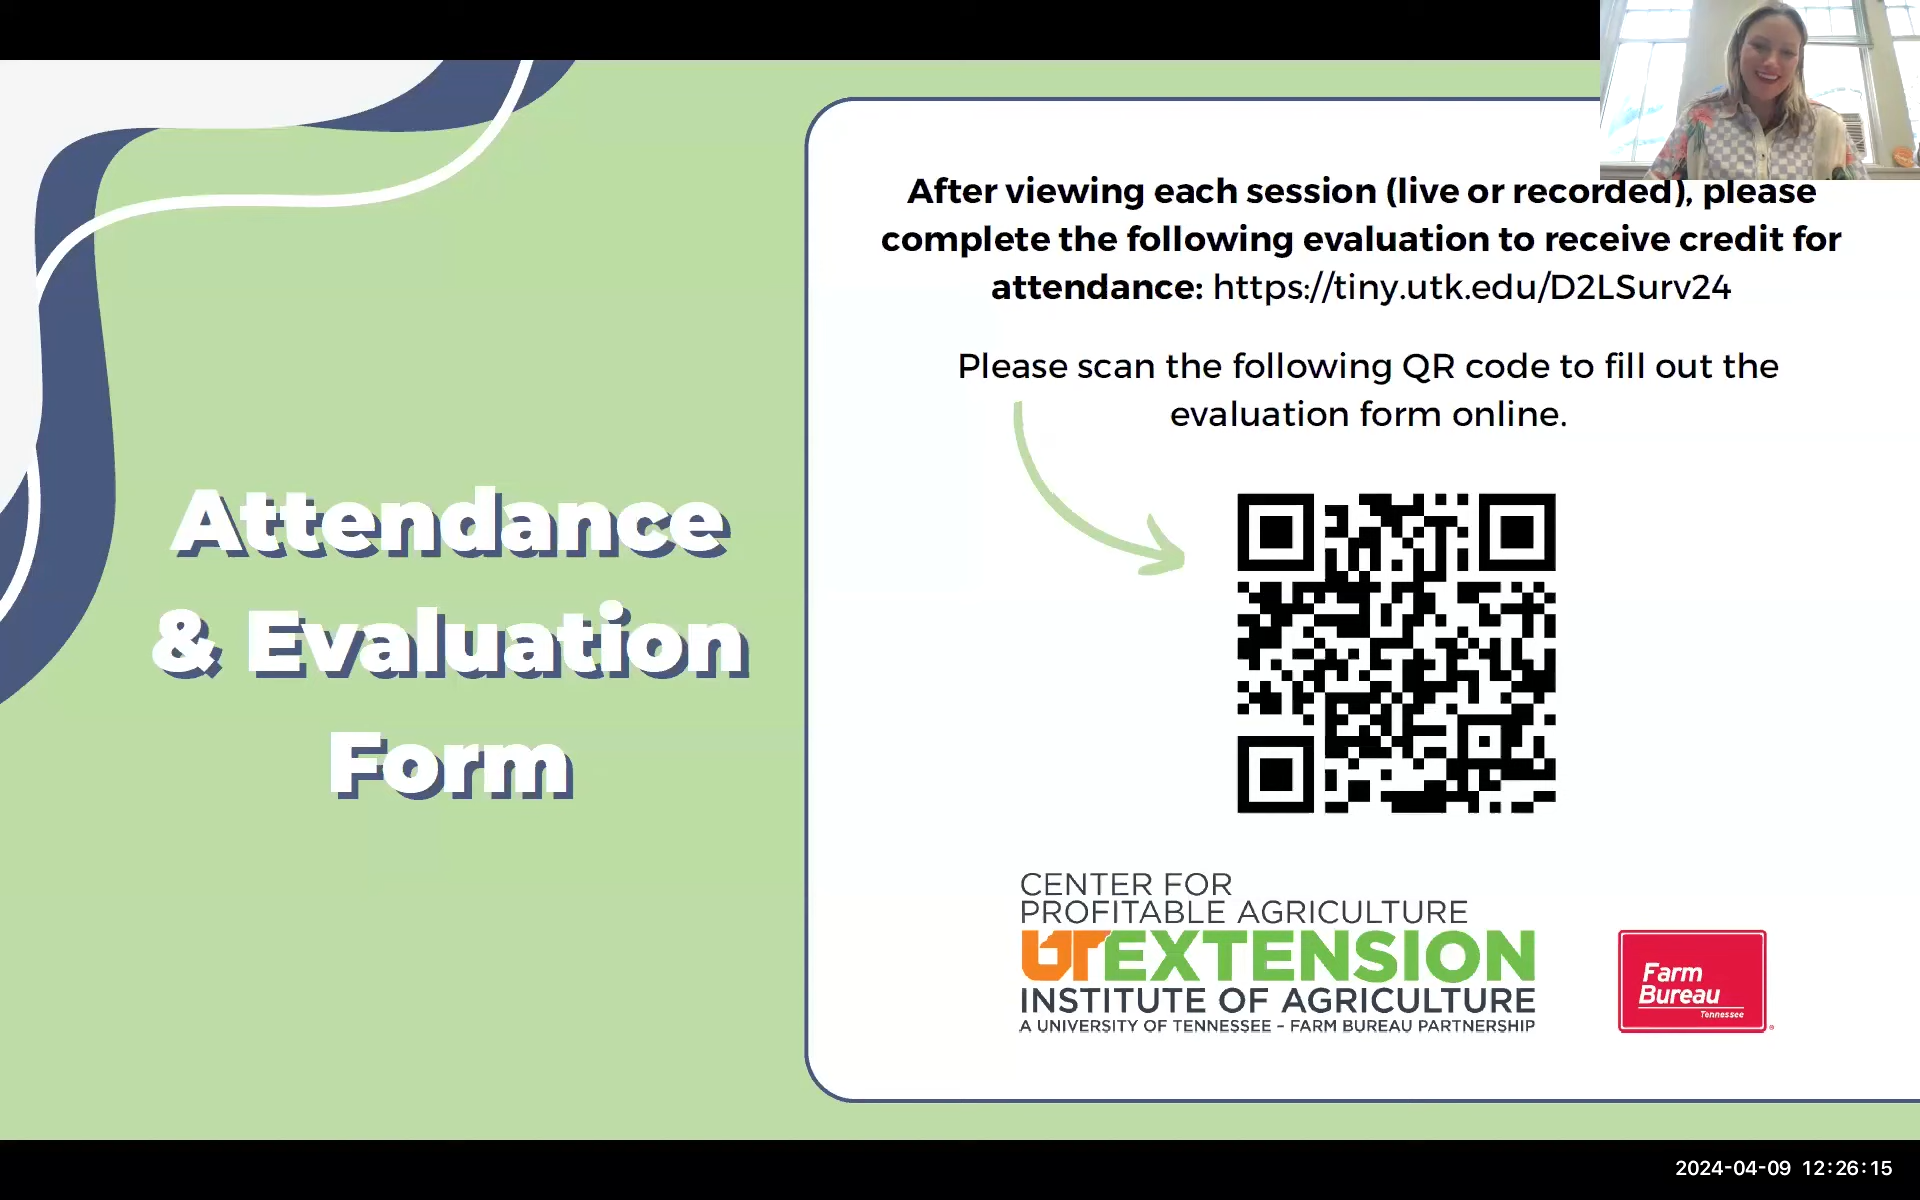 After viewing each session (live or recorded), please
complete the following evaluation to receive credit for
attendance: https://tiny.utk.edu/D2LSurv24
Please scan the following QR code to fill out the
evaluation form online.
Attendance
& Evaluation
Form
CENTER FOR
PROFITABLE AGRICULTURE
UTEXTENSION
INSTITUTE OF AGRICULTURE
A UNIVERSITY OF TENNESSEE – FARM BUREAU PARTNERSHIP
Farm
Bureau
Tennessee
®
2024-04-09 12:26:15